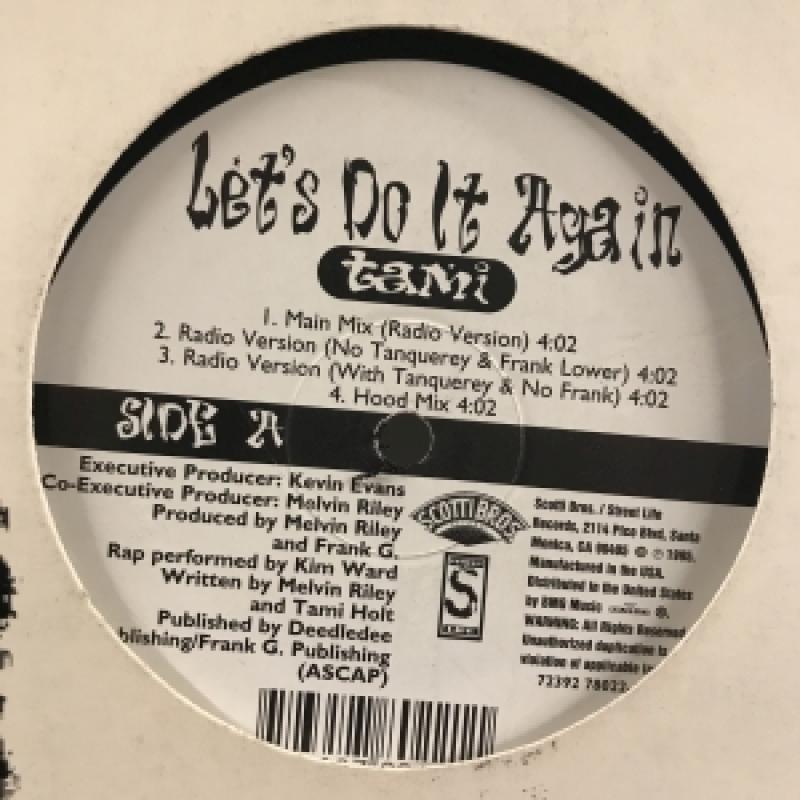 Let's Do It Again
tami
1. Main Mix (Radio Version) 4:02
2. Radio Version (No Tanquerey & Frank Lower) 4:02
3. Radio Version (With Tanquerey & No Frank) 4:02
4. Hood Mix 4:02
SIDE A
Executive Producer: Kevin Evans
Co-Executive Producer: Melvin Riley
Produced by Melvin Riley
and Frank G.
Rap performed by Kim Ward
Written by Melvin Riley
and Tami Holt
Published by Deedledee
blishing/Frank G. Publishing
(ASCAP)
SCOTTI BROS.
S
Scotti Bros. / Street Life
Records, 2114 Pico Blvd, Santa
Monica, CA 90405 © ℗ 1995.
Manufactured in the USA.
Distributed in the United States
by BMG Music
WARNING: All Rights Reserved
Unauthorized duplication is
violation of applicable
72392 78022-